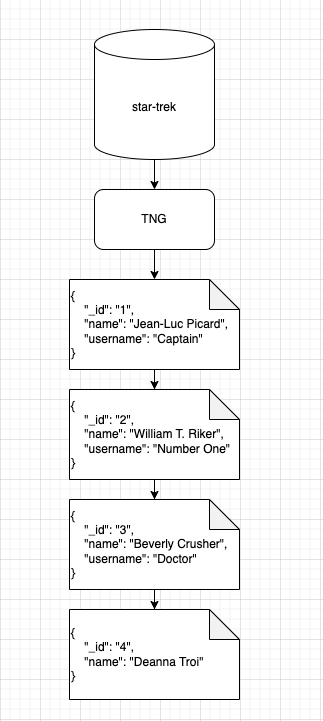 star-trek
TNG
{
"_id": "1",
"name": "Jean-Luc Picard",
"username": "Captain"
}
{
"_id": "2",
"name": "William T. Riker",
"username": "Number One"
}
{
"_id": "3",
"name": "Beverly Crusher",
"username": "Doctor"
}
{
"_id": "4",
"name": "Deanna Troi"
}